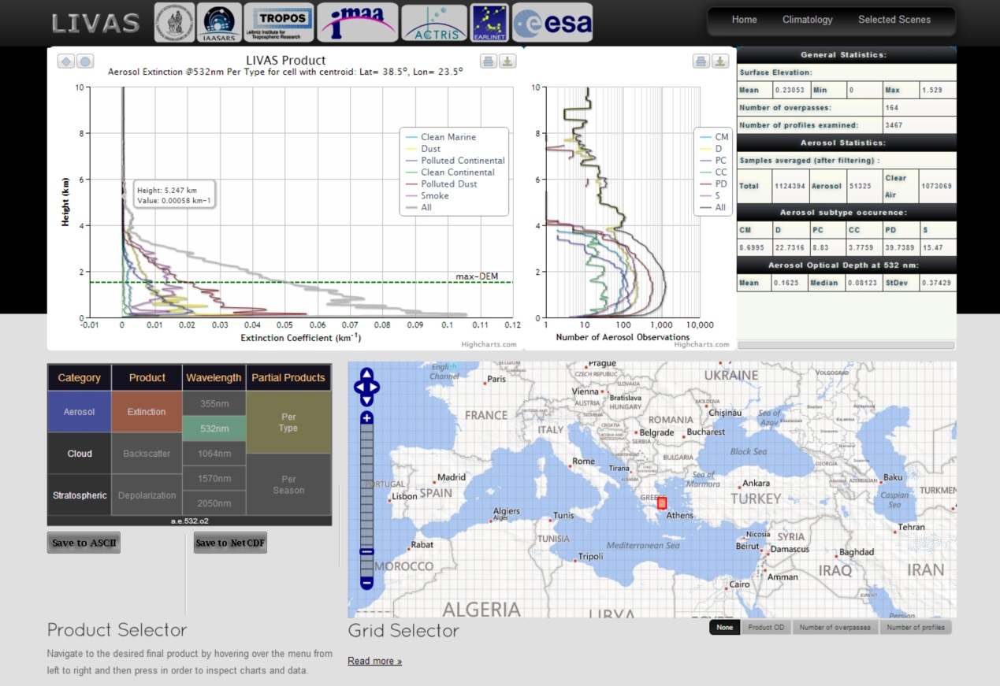 LIVAS
IAASARS
TROPOS
Leibniz Institute for
Tropospheric Research
imaa
ACTRiS
EARLINET
esa
Home Climatology Selected Scenes
LIVAS Product
Aerosol Extinction @532nm Per Type for cell with centroid: Lat= 38.5°, Lon= 23.5°
10
8
6
4
2
0
Height (km)
Height: 5.247 km
Value: 0.00058 km-1
Clean Marine
Dust
Polluted Continental
Clean Continental
Polluted Dust
Smoke
All
max-DEM
-0.01 0 0.01 0.02 0.03 0.04 0.05 0.06 0.07 0.08 0.09 0.1 0.11 0.12
Extinction Coefficient (km-1)
Highcharts.com
10
8
6
4
2
0
CM
D
PC
CC
PD
S
All
1 10 100 1,000 10,000
Number of Aerosol Observations
Highcharts.com
General Statistics:
Surface Elevation:
Mean 0.23053 Min 0 Max 1.529
Number of overpasses: 164
Number of profiles examined: 3467
Aerosol Statistics:
Samples averaged (after filtering) :
Total 1124394 Aerosol 51325 Clear Air 1073069
Aerosol subtype occurence:
CM D PC CC PD S
8.6995 22.7316 8.83 3.7759 39.7389 15.47
Aerosol Optical Depth at 532 nm:
Mean 0.1625 Median 0.08123 StDev 0.37429
Category Product Wavelength Partial Products
Aerosol Extinction 355nm Per Type
532nm
Cloud Backscatter 1064nm
1570nm Per Season
Stratospheric Depolarization 2050nm
a.e.532.o2
Save to ASCII Save to NetCDF
English Channel
BELGIUM
Paris
Prague
CZECH REPUBLIC
SLOVAKIA
UKRAINE
VOLGOGRAD
Vienna
Bratislava
AUSTRIA
HUNGARY
MOLDOVA
Chişinău
FRANCE
SWITZERLAND
SLOVENIA
ROMANIA
Sea of Azov
ITALY
CROATIA
Belgrade
SERBIA
Bucharest
Black Sea
BULGARIA
GEORGIA
Rome
Tirana
ALBANIA
Sea of Marmara
ARMENIA
AZERBAIJAN
Baku
Madrid
PORTUGAL
SPAIN
Lisbon
GREECE
Athens
Ankara
TURKEY
Caspian Sea
TURKMEN
Algiers
Alger
Tunis
TUNISIA
Tehran
Nicosia
SYRIA
Beirut
Damascus
Baghdad
Rabat
MOROCCO
Mediterranean Sea
Tripoli
Amman
IRAQ
IRAN
Cairo
KUWAIT
ALGERIA
LIBYA
EGYPT
Persian
Product Selector
Navigate to the desired final product by hovering over the menu from
left to right and then press in order to inspect charts and data.
Grid Selector
None Product OD Number of overpasses Number of profiles
Read more »